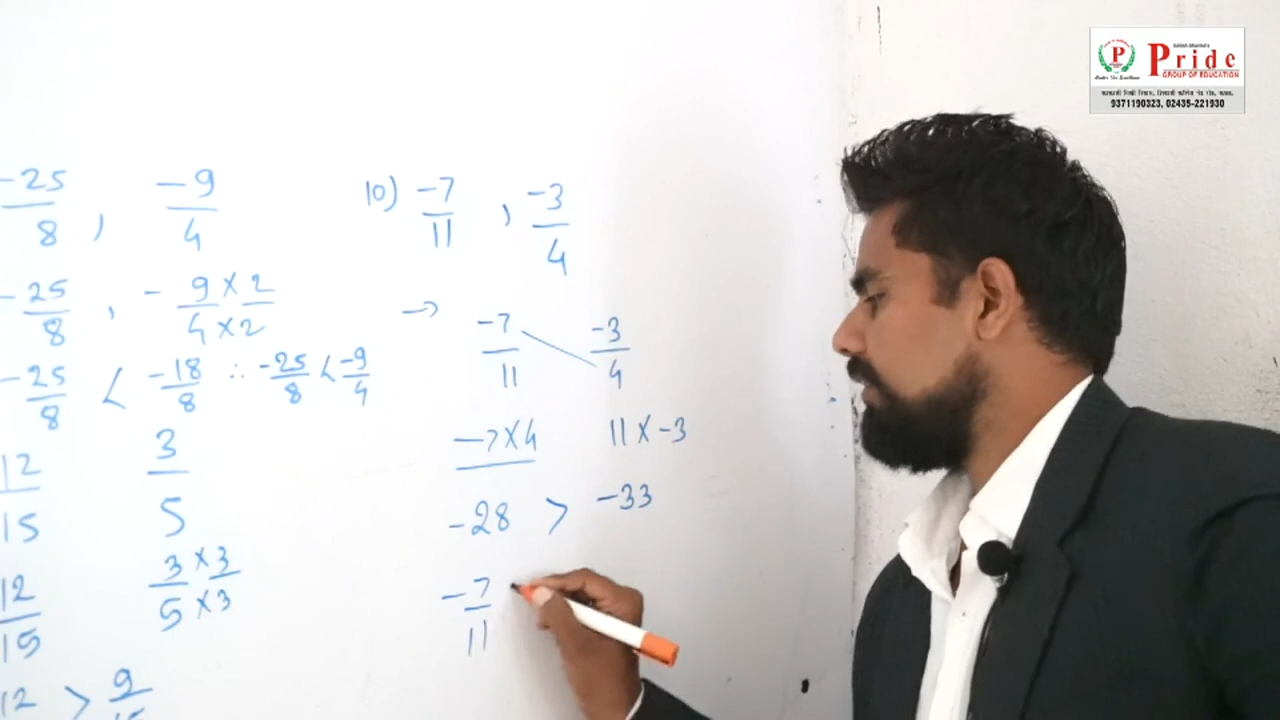 -25/8 , -9/4
-25/8 , - 9×2/4×2
-25/8 < -18/8 ∴ -25/8 < -9/4
12/15 3/5
12/15 3×3/5×3
12 > 9
10) -7/11 , -3/4
→ -7/11 -3/4
-7×4 11×-3
-28 > -33
-7/11
P
Pride
GROUP OF EDUCATION
9371190323, 02435-221930